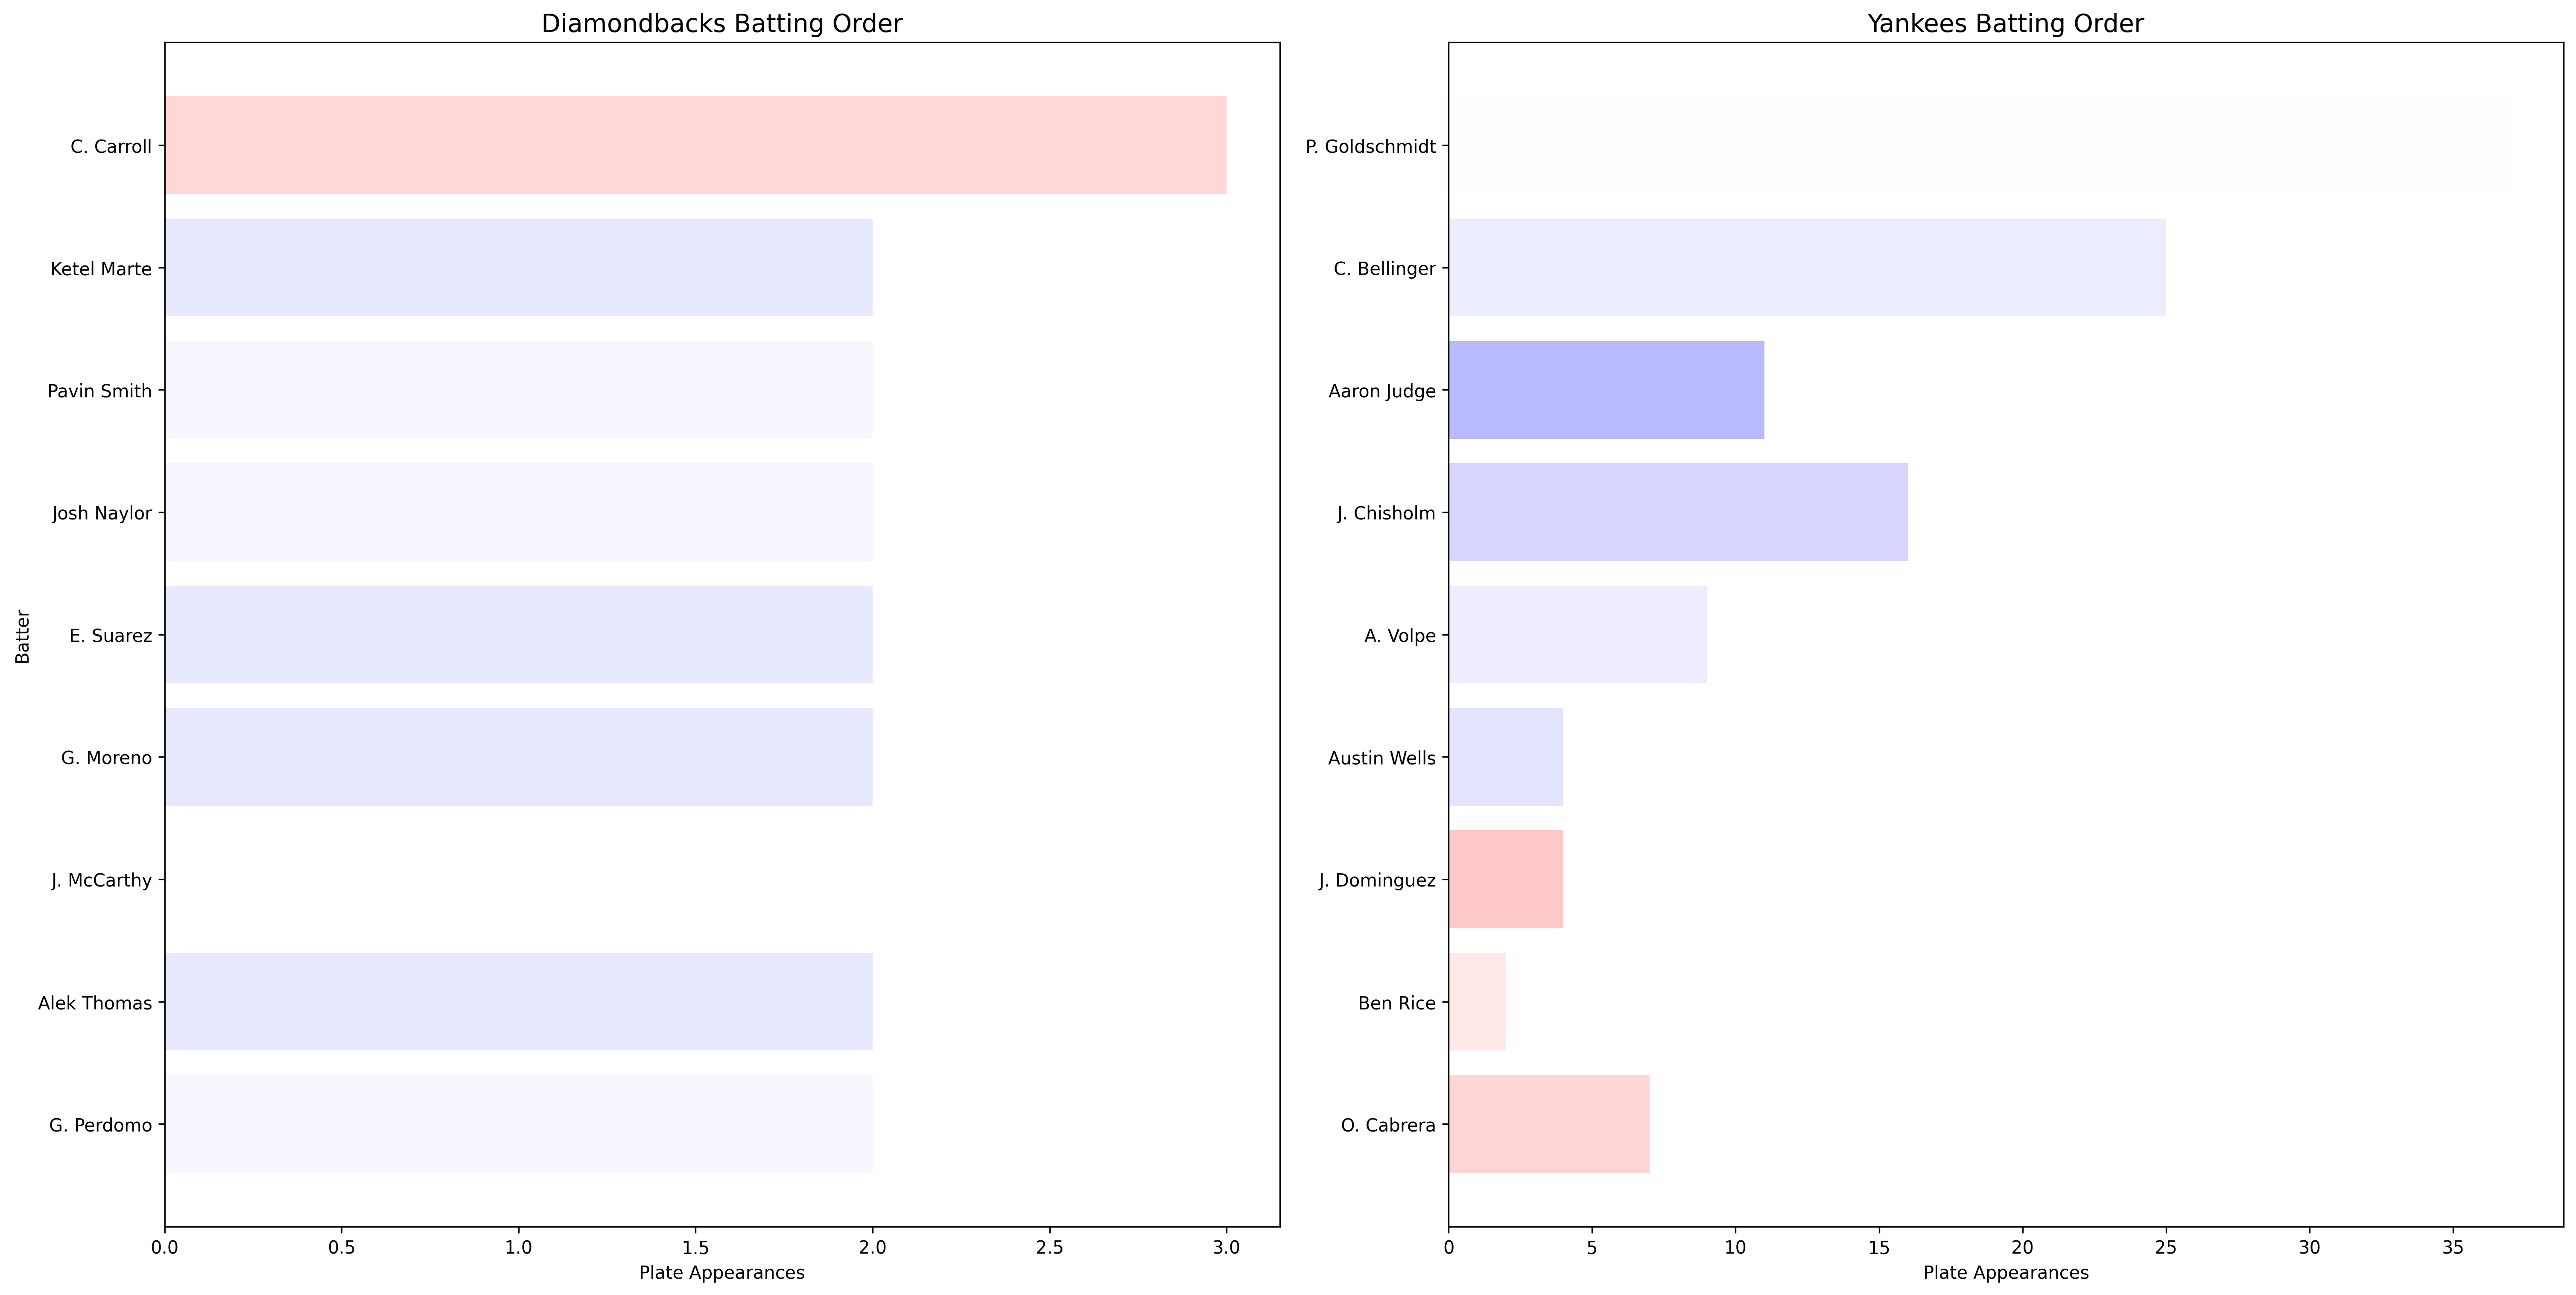 Diamondbacks Batting Order
Batter
C. Carroll
Ketel Marte
Pavin Smith
Josh Naylor
E. Suarez
G. Moreno
J. McCarthy
Alek Thomas
G. Perdomo
0.0 0.5 1.0 1.5 2.0 2.5 3.0
Plate Appearances
Yankees Batting Order
P. Goldschmidt
C. Bellinger
Aaron Judge
J. Chisholm
A. Volpe
Austin Wells
J. Dominguez
Ben Rice
O. Cabrera
0 5 10 15 20 25 30 35
Plate Appearances